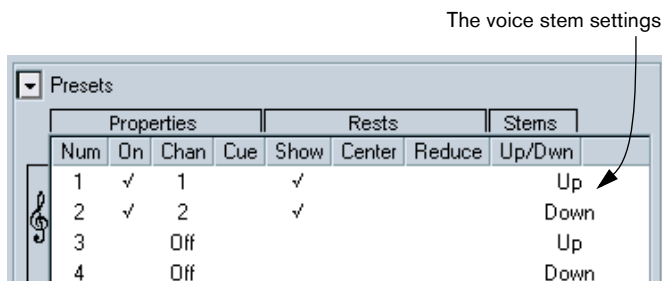 The voice stem settings
Presets
Properties Rests Stems
Num On Chan Cue Show Center Reduce Up/Dwn
1 √ 1 √ Up
2 √ 2 √ Down
3 Off Up
4 Off Down